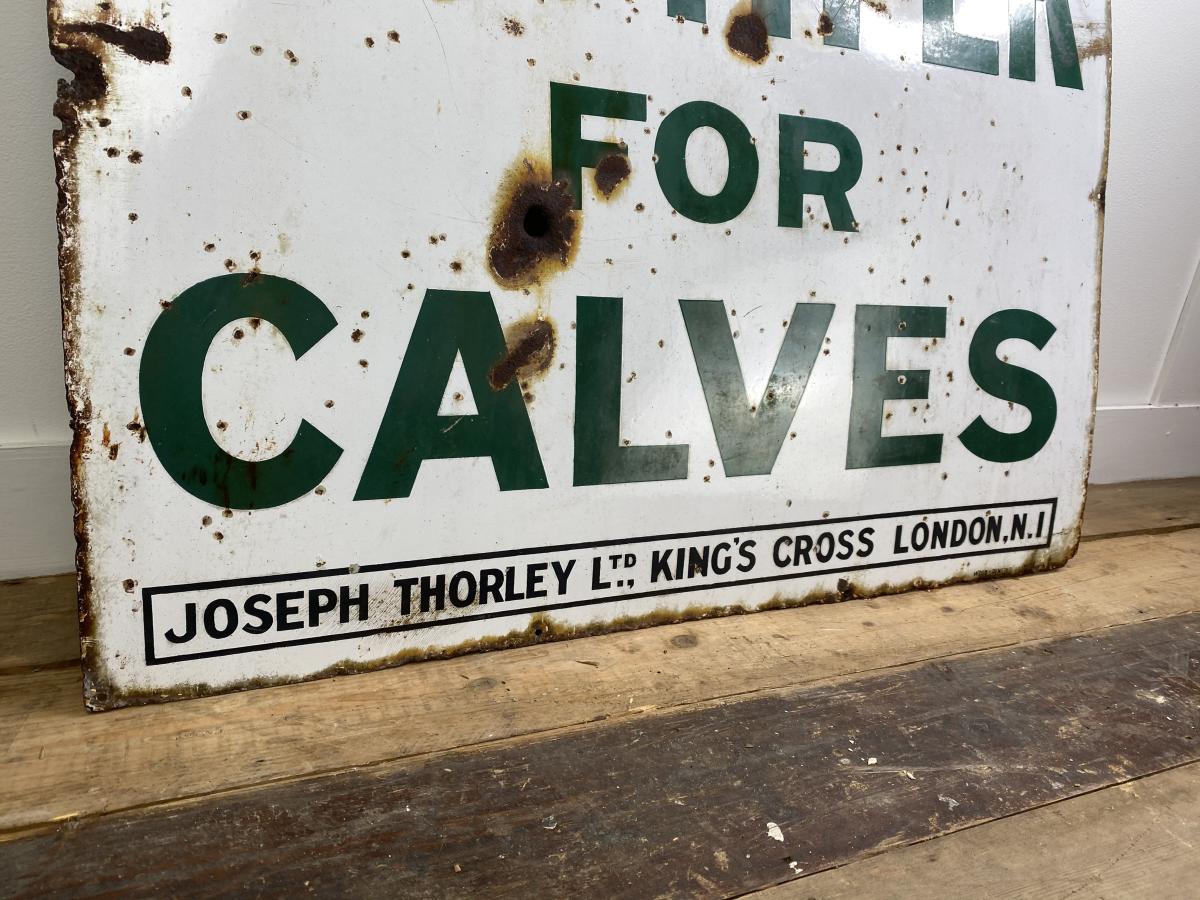 FOR
CALVES
JOSEPH THORLEY LTD., KING'S CROSS LONDON, N.1